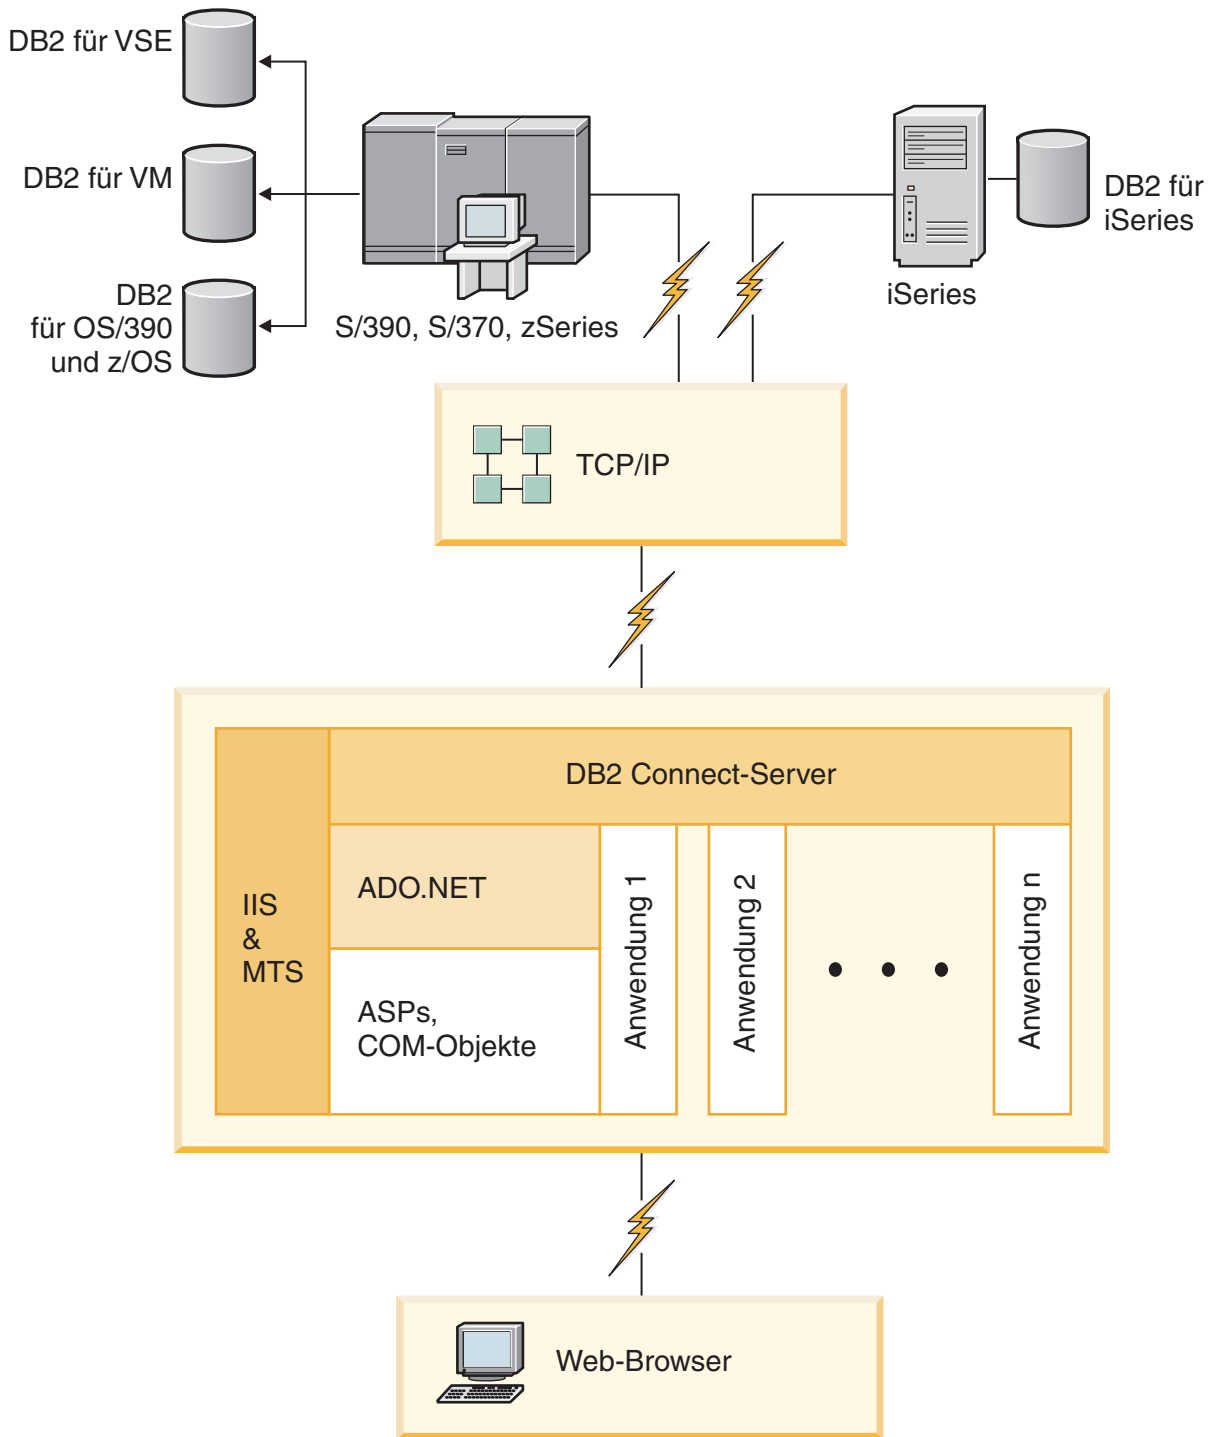 DB2 für VSE
DB2 für VM
DB2
für OS/390
und z/OS
S/390, S/370, zSeries
iSeries
DB2 für
iSeries
TCP/IP
DB2 Connect-Server
IIS
&
MTS
ADO.NET
ASPs,
COM-Objekte
Anwendung 1
Anwendung 2
Anwendung n
Web-Browser